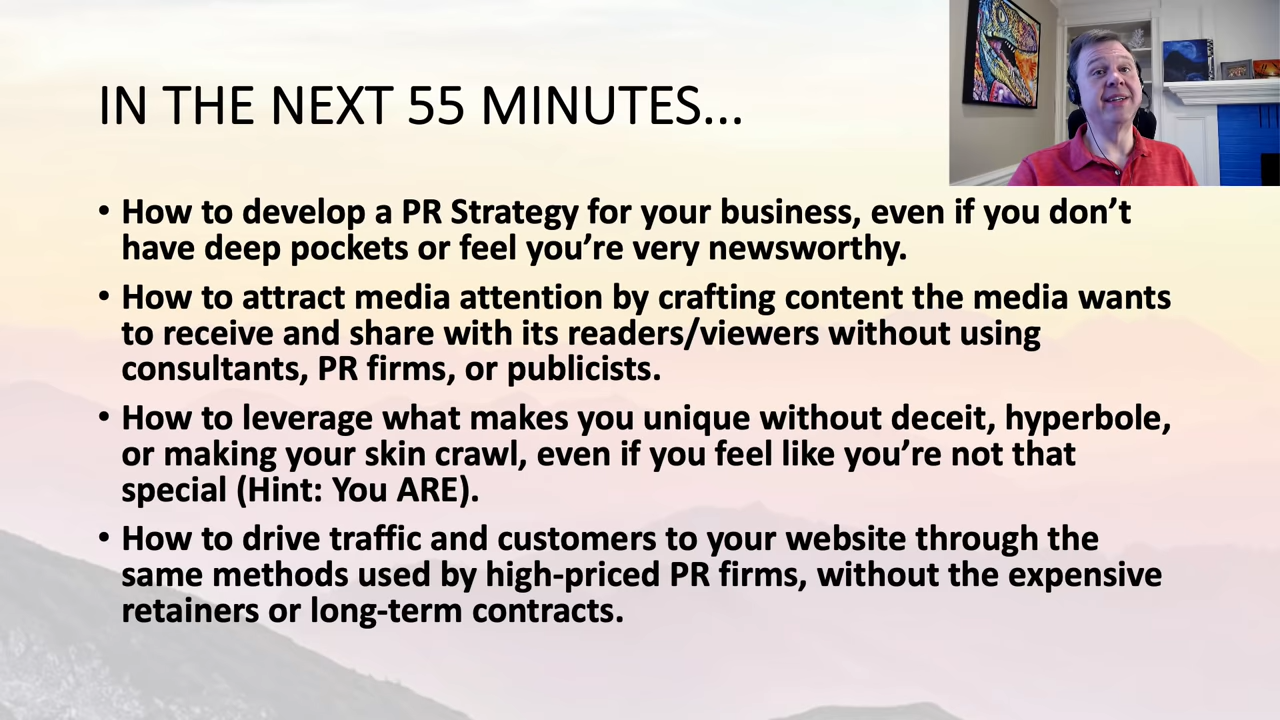 IN THE NEXT 55 MINUTES...
• How to develop a PR Strategy for your business, even if you don’t
have deep pockets or feel you’re very newsworthy.
• How to attract media attention by crafting content the media wants
to receive and share with its readers/viewers without using
consultants, PR firms, or publicists.
• How to leverage what makes you unique without deceit, hyperbole,
or making your skin crawl, even if you feel like you’re not that
special (Hint: You ARE).
• How to drive traffic and customers to your website through the
same methods used by high-priced PR firms, without the expensive
retainers or long-term contracts.